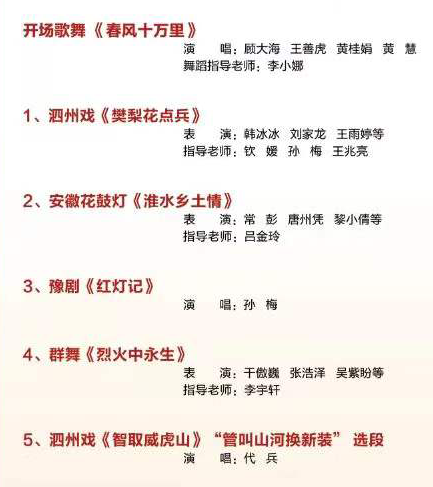 开场歌舞《春风十万里》
演　　唱：顾大海 王善虎 黄桂娟 黄 慧
舞蹈指导老师：李小娜
1、泗州戏《樊梨花点兵》
表　　演：韩冰冰 刘家龙 王雨婷等
指导老师：钦 媛 孙 梅 王兆亮
2、安徽花鼓灯《淮水乡土情》
表　　演：常 彭 唐州凭 黎小倩等
指导老师：吕金玲
3、豫剧《红灯记》
演　　唱：孙 梅
4、群舞《烈火中永生》
表　　演：干傲巍 张浩泽 吴紫盼等
指导老师：李宇轩
5、泗州戏《智取威虎山》“管叫山河换新装” 选段
演　　唱：代 兵